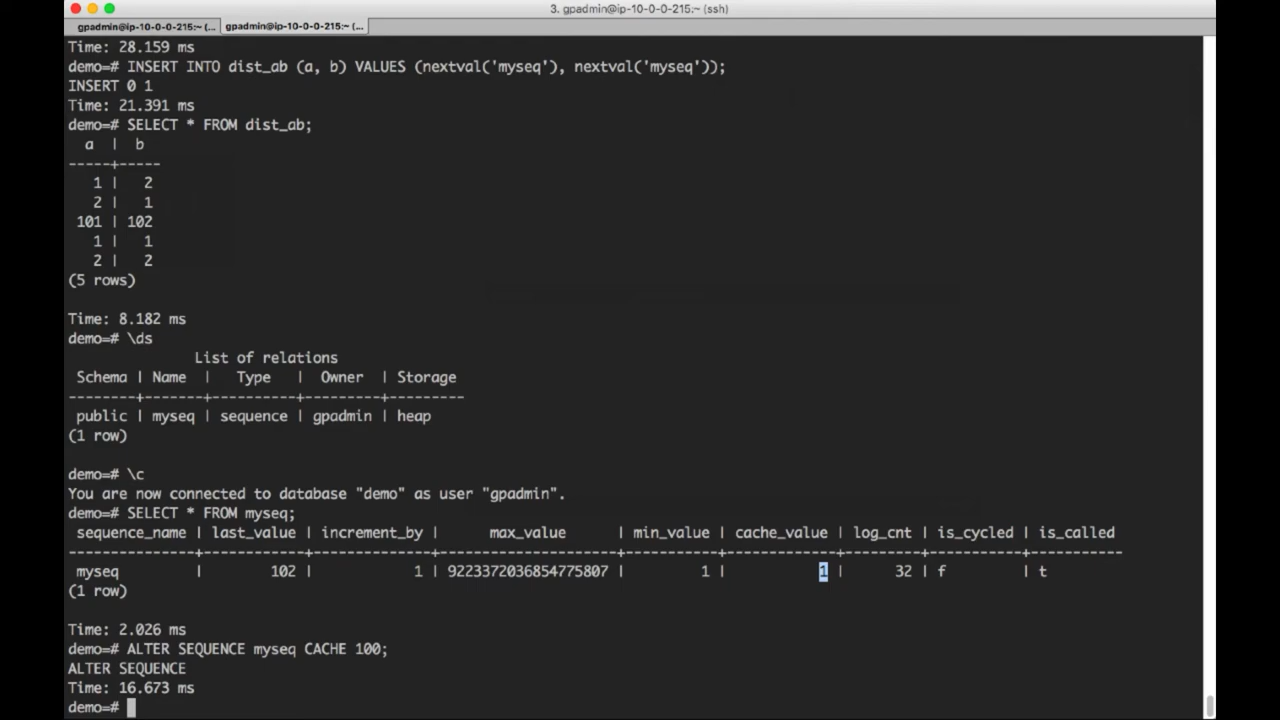 3. gpadmin@ip-10-0-0-215:~ (ssh)
gpadmin@ip-10-0-0-215:~ (... gpadmin@ip-10-0-0-215:~ (...
Time: 28.159 ms
demo=# INSERT INTO dist_ab (a, b) VALUES (nextval('myseq'), nextval('myseq'));
INSERT 0 1
Time: 21.391 ms
demo=# SELECT * FROM dist_ab;
  a  |  b
-----+-----
   1 |   2
   2 |   1
 101 | 102
   1 |   1
   2 |   2
(5 rows)

Time: 8.182 ms
demo=# \ds
               List of relations
 Schema | Name  |   Type   |  Owner  | Storage
--------+-------+----------+---------+---------
 public | myseq | sequence | gpadmin | heap
(1 row)

demo=# \c
You are now connected to database "demo" as user "gpadmin".
demo=# SELECT * FROM myseq;
 sequence_name | last_value | increment_by |      max_value      | min_value | cache_value | log_cnt | is_cycled | is_called
---------------+------------+--------------+---------------------+-----------+-------------+---------+-----------+-----------
 myseq         |        102 |            1 | 9223372036854775807 |         1 |           1 |      32 | f         | t
(1 row)

Time: 2.026 ms
demo=# ALTER SEQUENCE myseq CACHE 100;
ALTER SEQUENCE
Time: 16.673 ms
demo=#